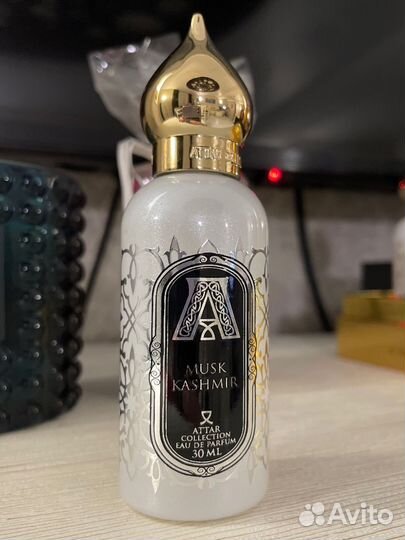 A
MUSK
KASHMIR
ATTAR
COLLECTION
EAU DE PARFUM
30 ML
Avito